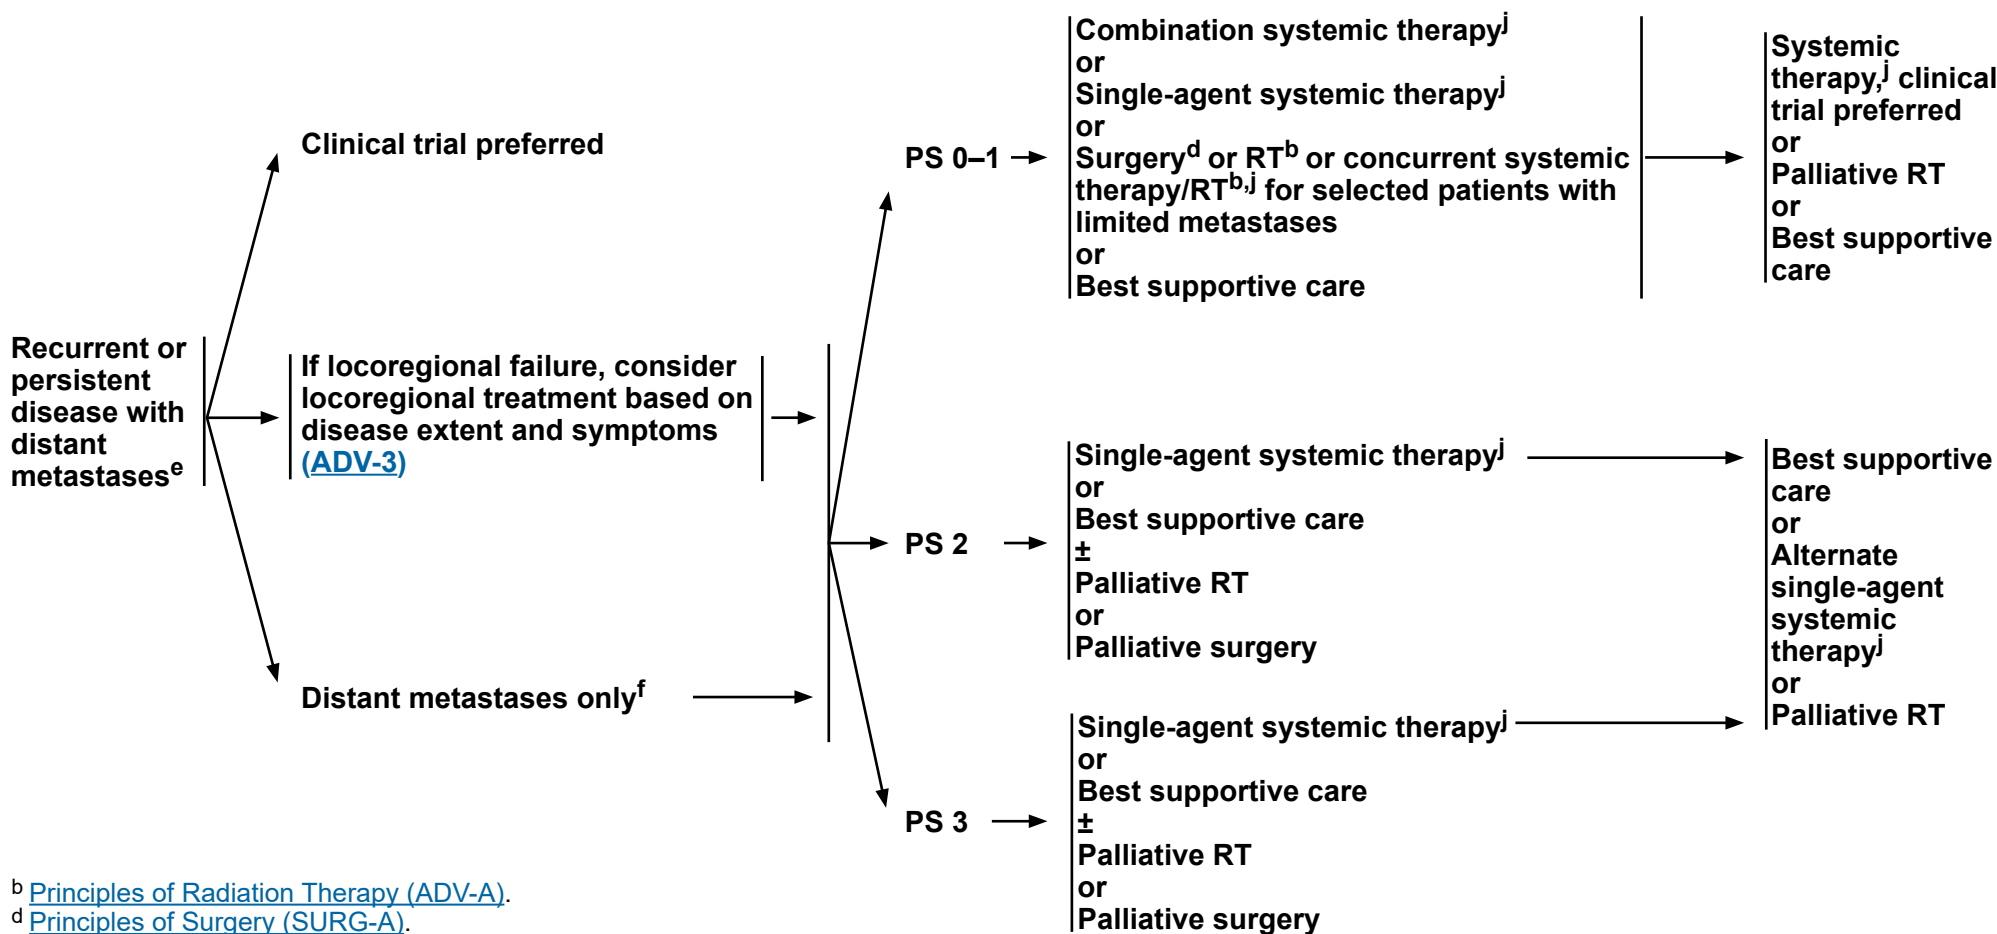 Recurrent or
persistent
disease with
distant
metastasesᵉ
Clinical trial preferred
If locoregional failure, consider
locoregional treatment based on
disease extent and symptoms
(ADV-3)
Distant metastases onlyᶠ
PS 0–1
Combination systemic therapyʲ
or
Single-agent systemic therapyʲ
or
Surgeryᵈ or RTᵇ or concurrent systemic
therapy/RTᵇ,ʲ for selected patients with
limited metastases
or
Best supportive care
Systemic
therapy,ʲ clinical
trial preferred
or
Palliative RT
or
Best supportive
care
PS 2
Single-agent systemic therapyʲ
or
Best supportive care
±
Palliative RT
or
Palliative surgery
PS 3
Single-agent systemic therapyʲ
or
Best supportive care
±
Palliative RT
or
Palliative surgery
Best supportive
care
or
Alternate
single-agent
systemic
therapyʲ
or
Palliative RT
ᵇ Principles of Radiation Therapy (ADV-A).
ᵈ Principles of Surgery (SURG-A).